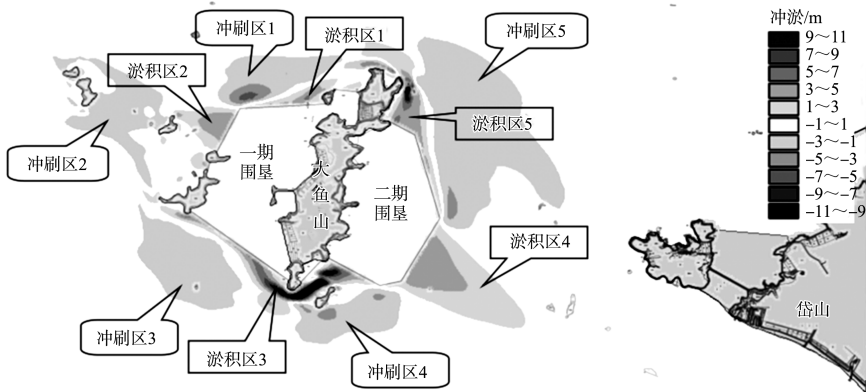 冲刷区1
淤积区1
冲刷区5
淤积区2
淤积区5
冲刷区2
一期
围垦
大鱼山
二期
围垦
淤积区4
冲刷区3
淤积区3
冲刷区4
岱山
冲淤/m
9～11
7～9
5～7
3～5
1～3
–1～1
–3～–1
–5～–3
–7～–5
–9～–7
–11～–9